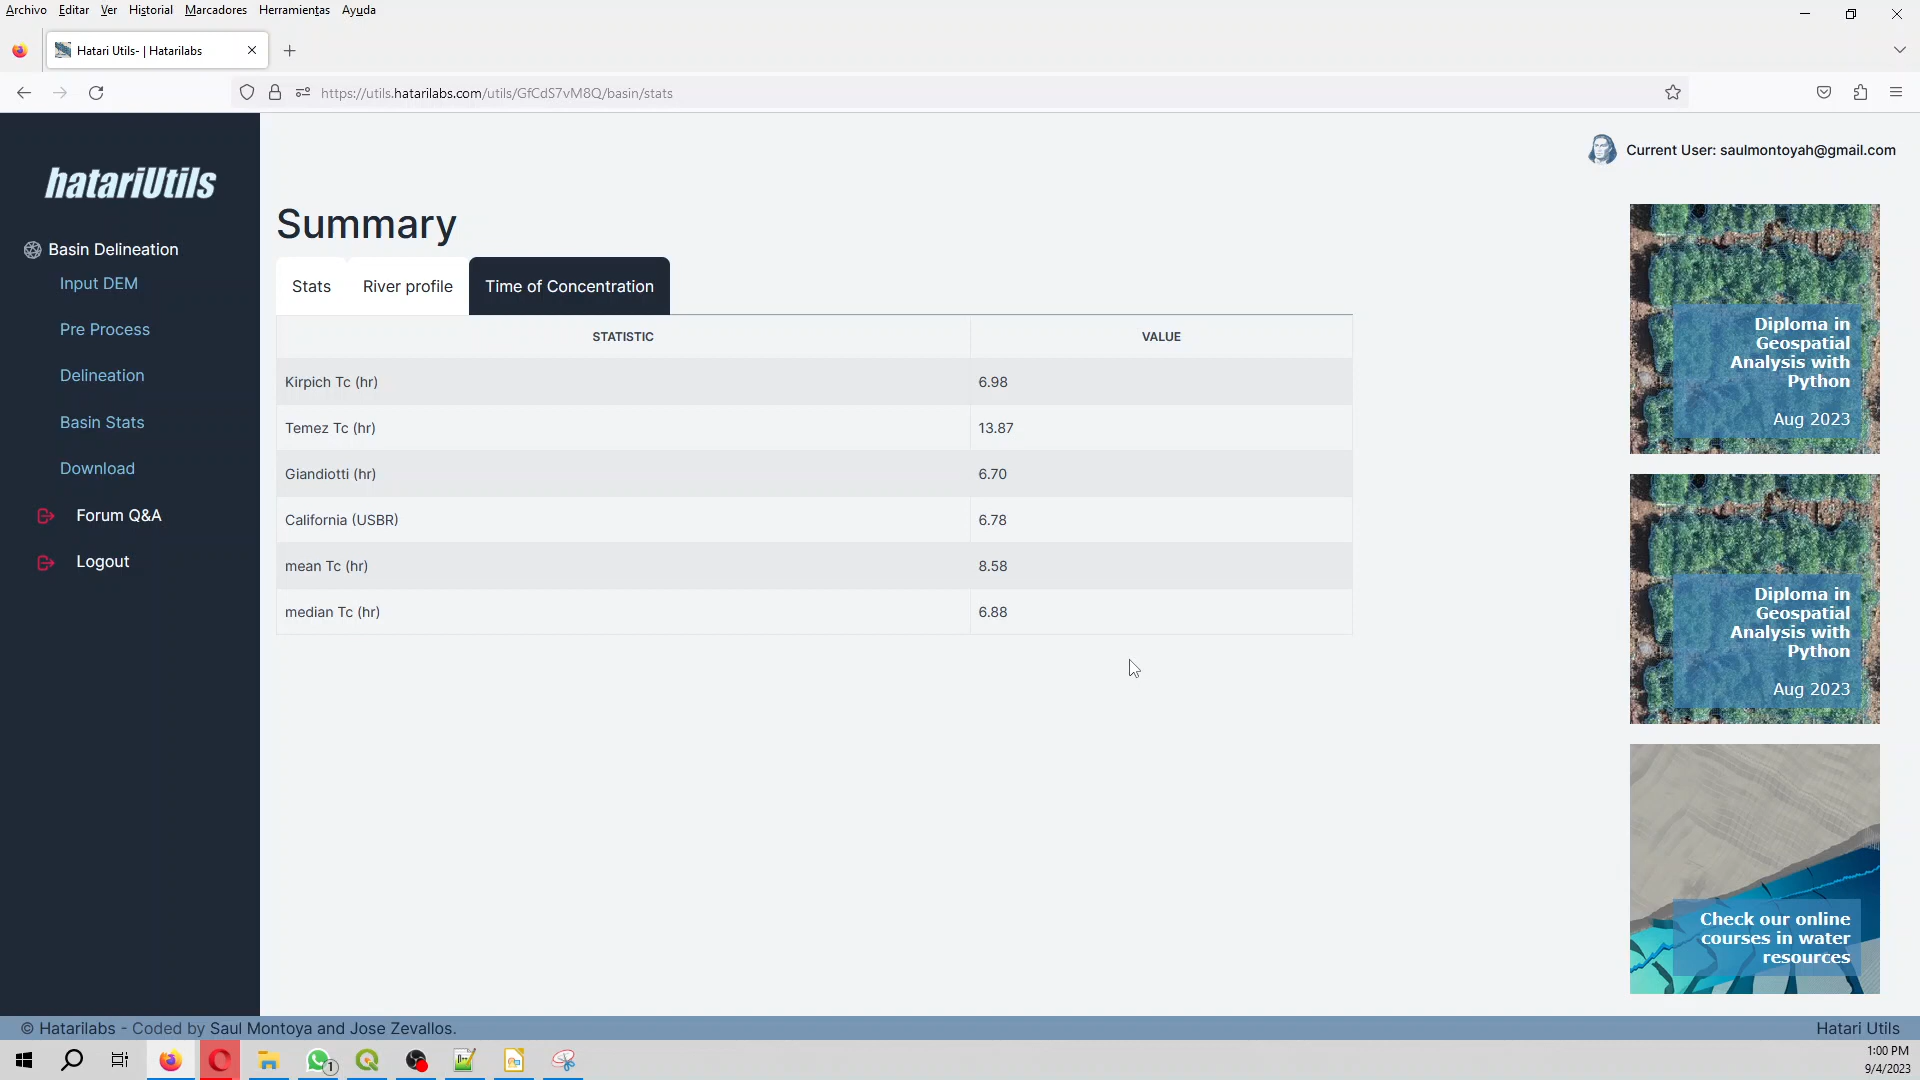 Archivo Editar Ver Historial Marcadores Herramientas Ayuda
Hatari Utils- | Hatarilabs
https://utils.hatarilabs.com/utils/GfCdS7vM8Q/basin/stats
Current User: saulmontoyah@gmail.com
hatariUtils
Basin Delineation
Input DEM
Pre Process
Delineation
Basin Stats
Download
Forum Q&A
Logout
Summary
Stats River profile Time of Concentration
STATISTIC VALUE
Kirpich Tc (hr) 6.98
Temez Tc (hr) 13.87
Giandiotti (hr) 6.70
California (USBR) 6.78
mean Tc (hr) 8.58
median Tc (hr) 6.88
Diploma in
Geospatial
Analysis with
Python
Aug 2023
Diploma in
Geospatial
Analysis with
Python
Aug 2023
Check our online
courses in water
resources
© Hatarilabs - Coded by Saul Montoya and Jose Zevallos.
Hatari Utils
1
1:00 PM
9/4/2023